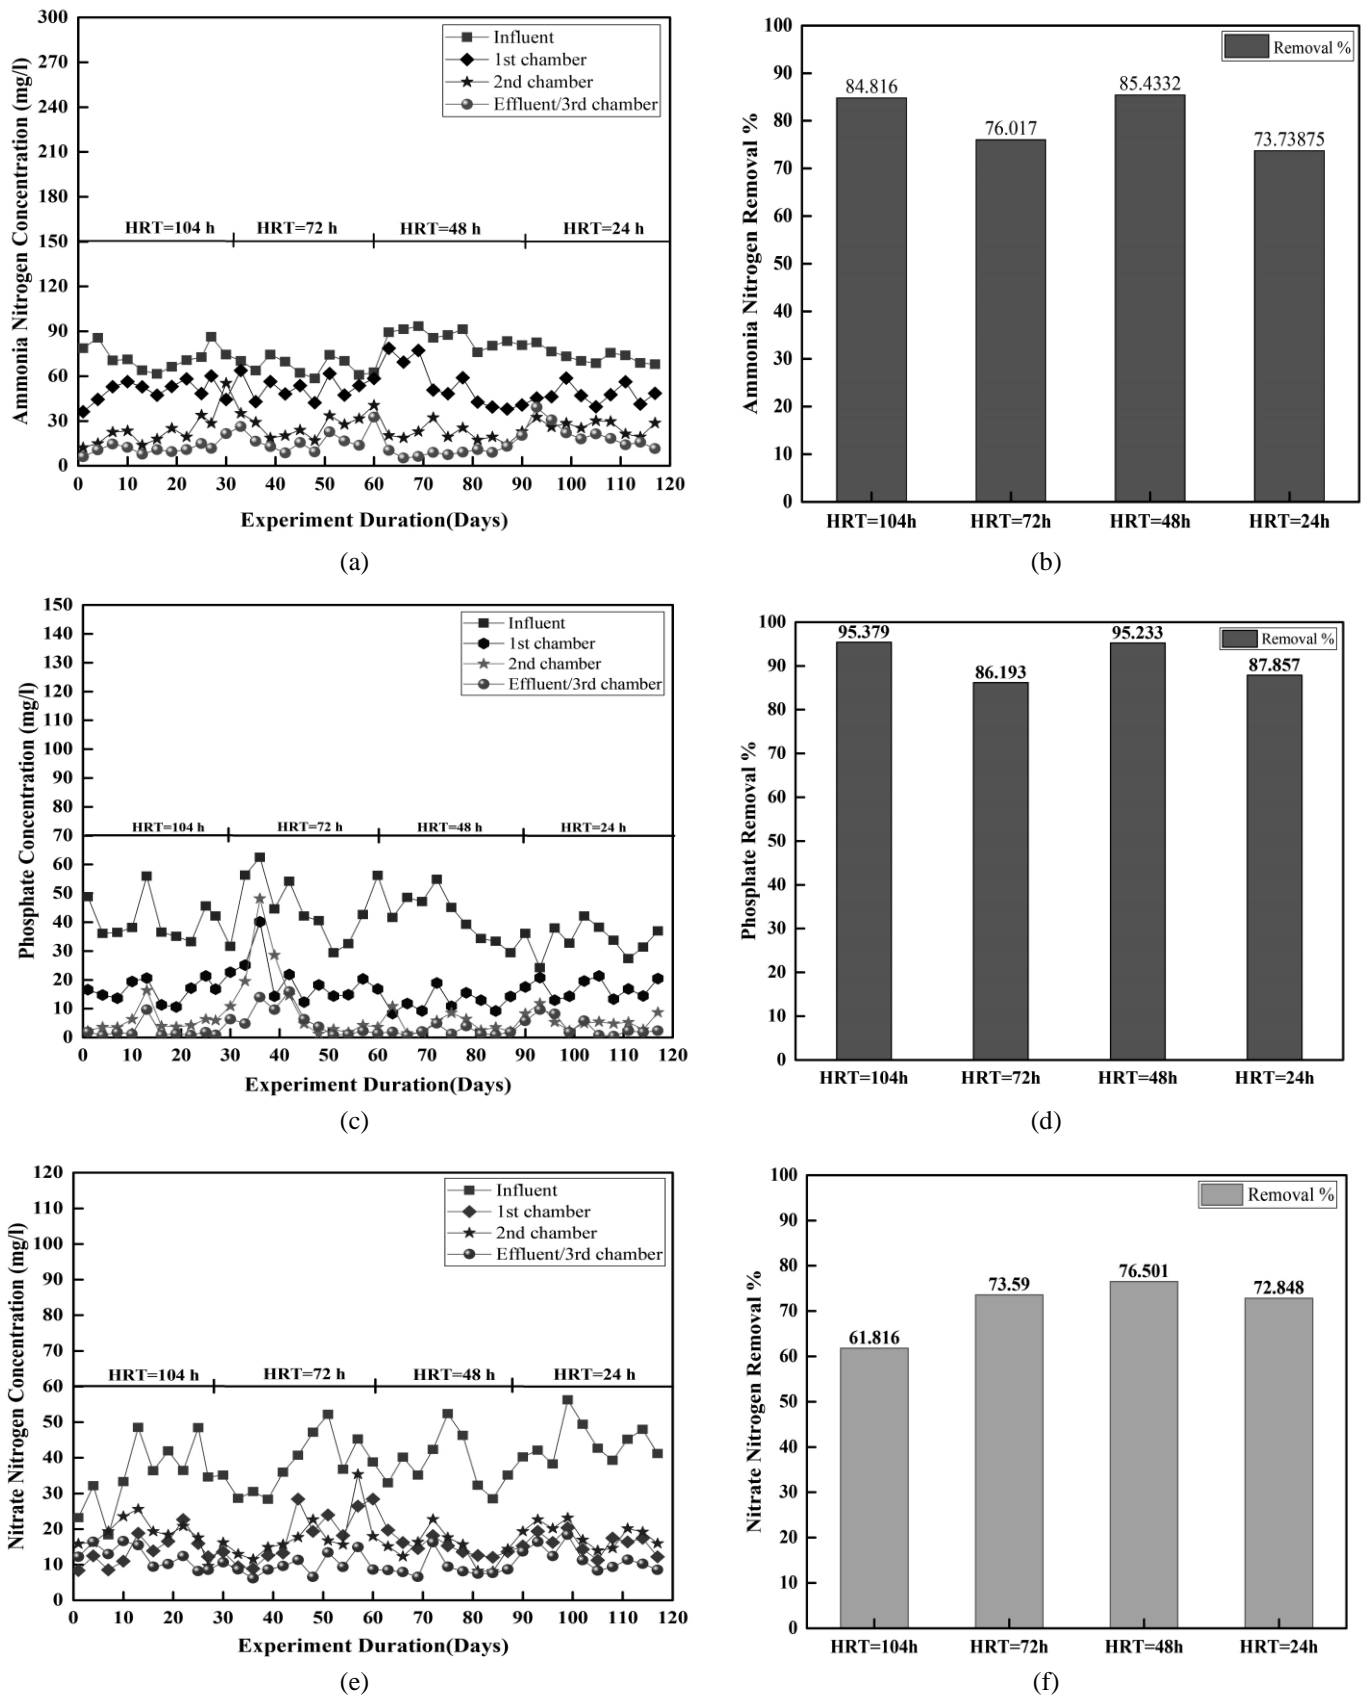 Ammonia Nitrogen Concentration (mg/l)
300
270
240
210
180
150
120
90
60
30
0
Influent
1st chamber
2nd chamber
Effluent/3rd chamber
HRT=104 h HRT=72 h HRT=48 h HRT=24 h
0 10 20 30 40 50 60 70 80 90 100 110 120
Experiment Duration(Days)
(a)
Ammonia Nitrogen Removal %
100
90
80
70
60
50
40
30
20
10
0
Removal %
84.816
76.017
85.4332
73.73875
HRT=104h HRT=72h HRT=48h HRT=24h
(b)
Phosphate Concentration (mg/l)
150
140
130
120
110
100
90
80
70
60
50
40
30
20
10
0
Influent
1st chamber
2nd chamber
Effluent/3rd chamber
HRT=104 h HRT=72 h HRT=48 h HRT=24 h
0 10 20 30 40 50 60 70 80 90 100 110 120
Experiment Duration(Days)
(c)
Phosphate Removal %
100
90
80
70
60
50
40
30
20
10
0
Removal %
95.379
86.193
95.233
87.857
HRT=104h HRT=72h HRT=48h HRT=24h
(d)
Nitrate Nitrogen Concentration (mg/l)
120
110
100
90
80
70
60
50
40
30
20
10
0
Influent
1st chamber
2nd chamber
Effluent/3rd chamber
HRT=104 h HRT=72 h HRT=48 h HRT=24 h
0 10 20 30 40 50 60 70 80 90 100 110 120
Experiment Duration(Days)
(e)
Nitrate Nitrogen Removal %
100
90
80
70
60
50
40
30
20
10
0
Removal %
61.816
73.59
76.501
72.848
HRT=104h HRT=72h HRT=48h HRT=24h
(f)